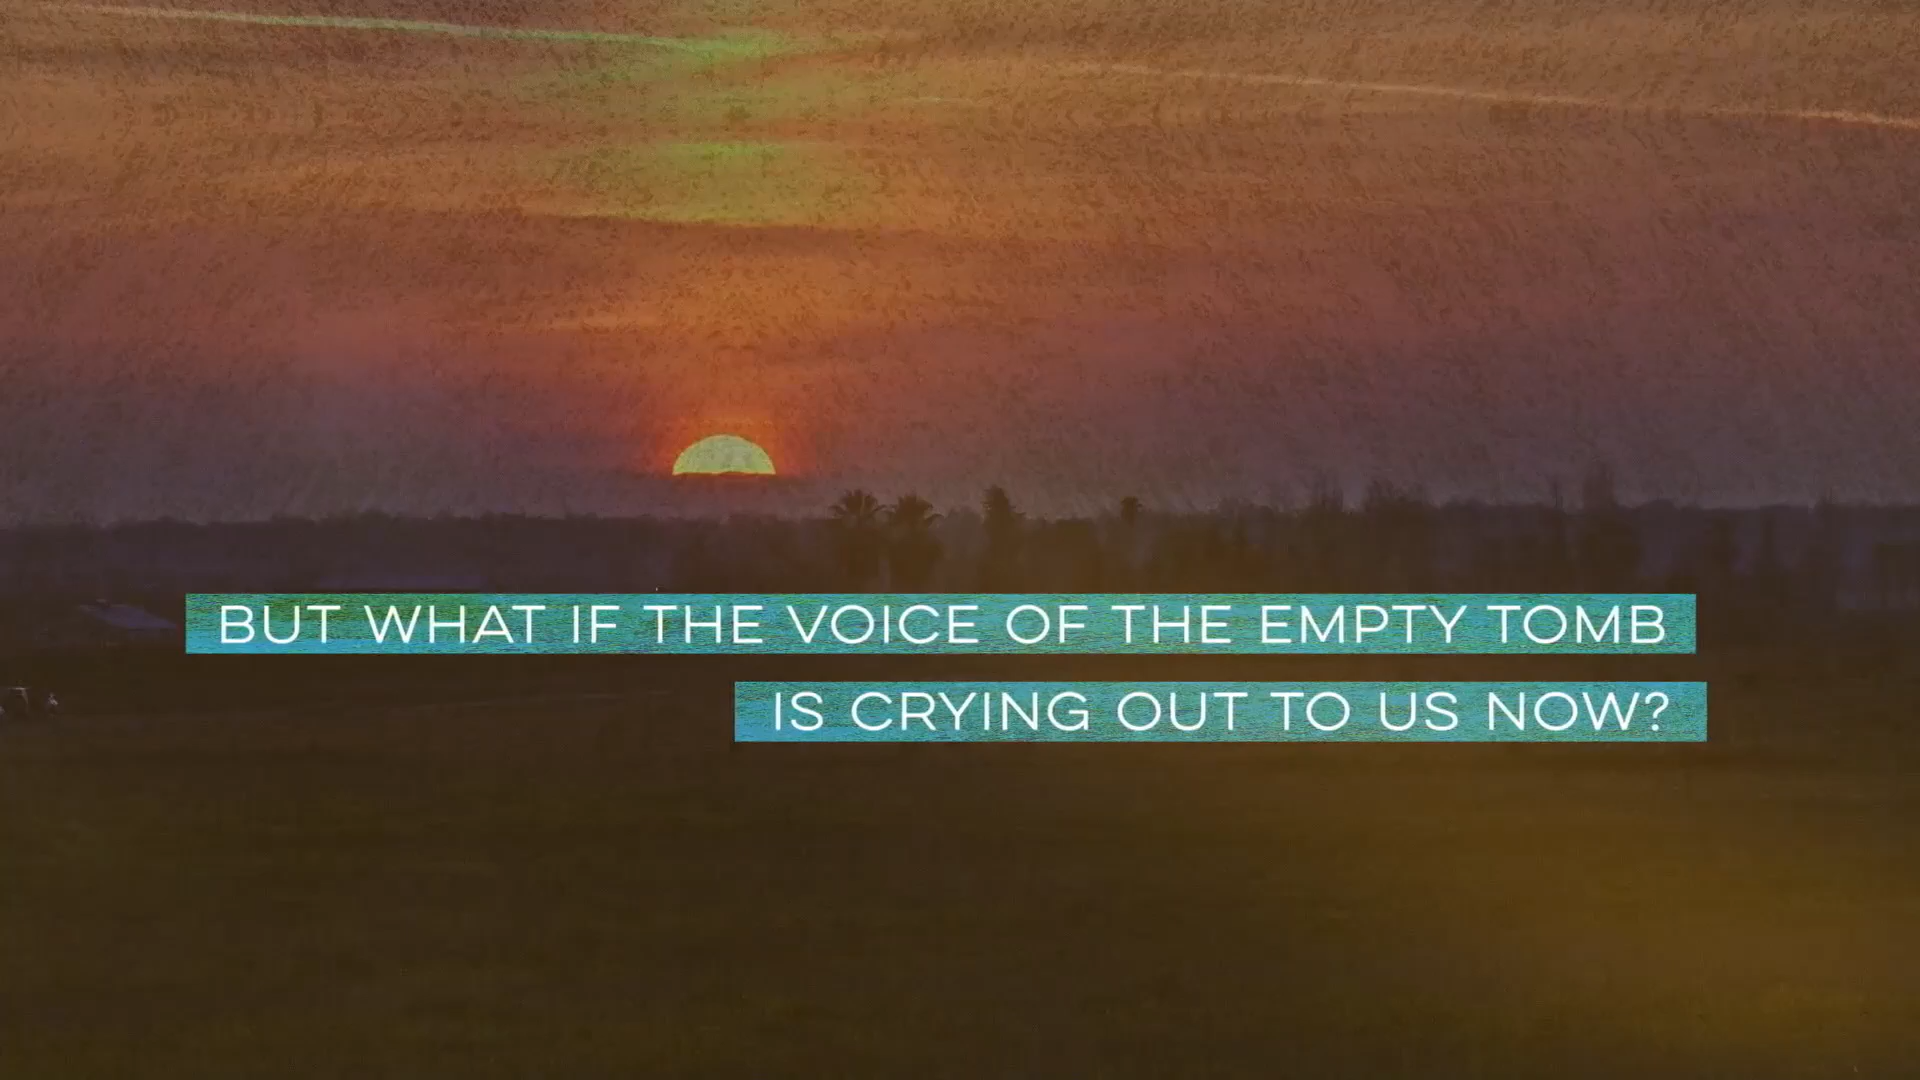 BUT WHAT IF THE VOICE OF THE EMPTY TOMB
IS CRYING OUT TO US NOW?